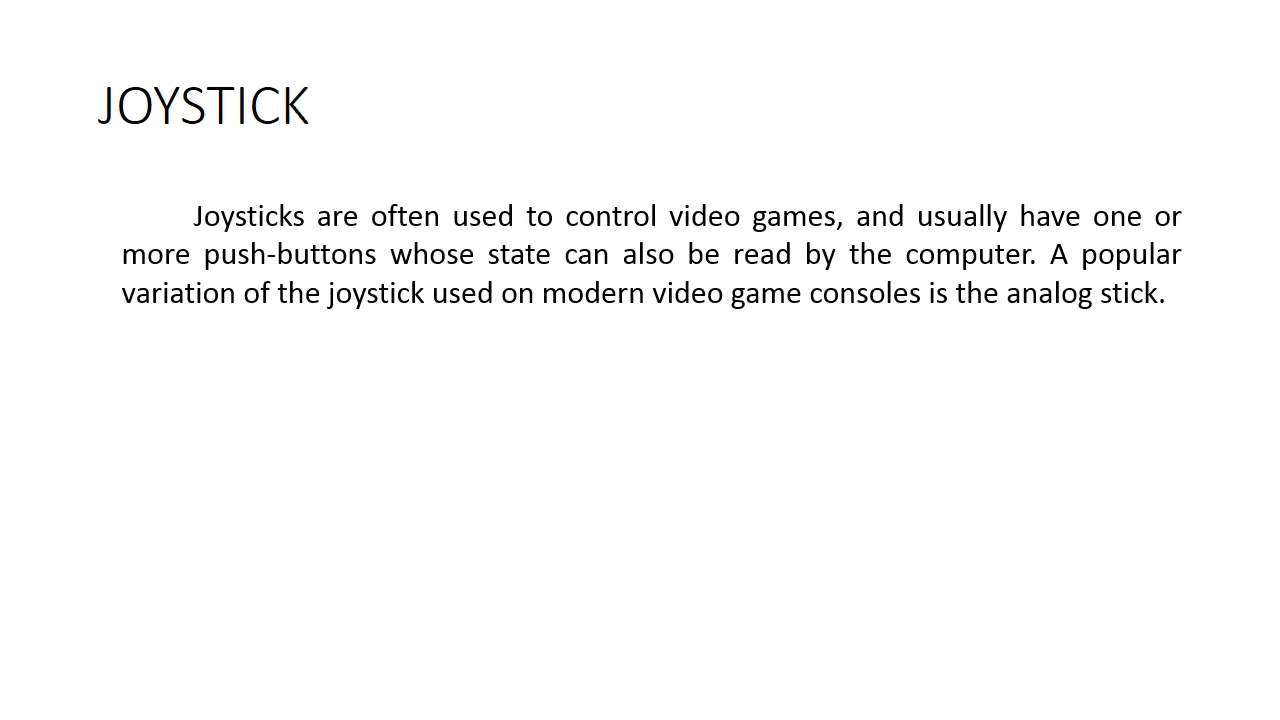 JOYSTICK
Joysticks are often used to control video games, and usually have one or
more push-buttons whose state can also be read by the computer. A popular
variation of the joystick used on modern video game consoles is the analog stick.